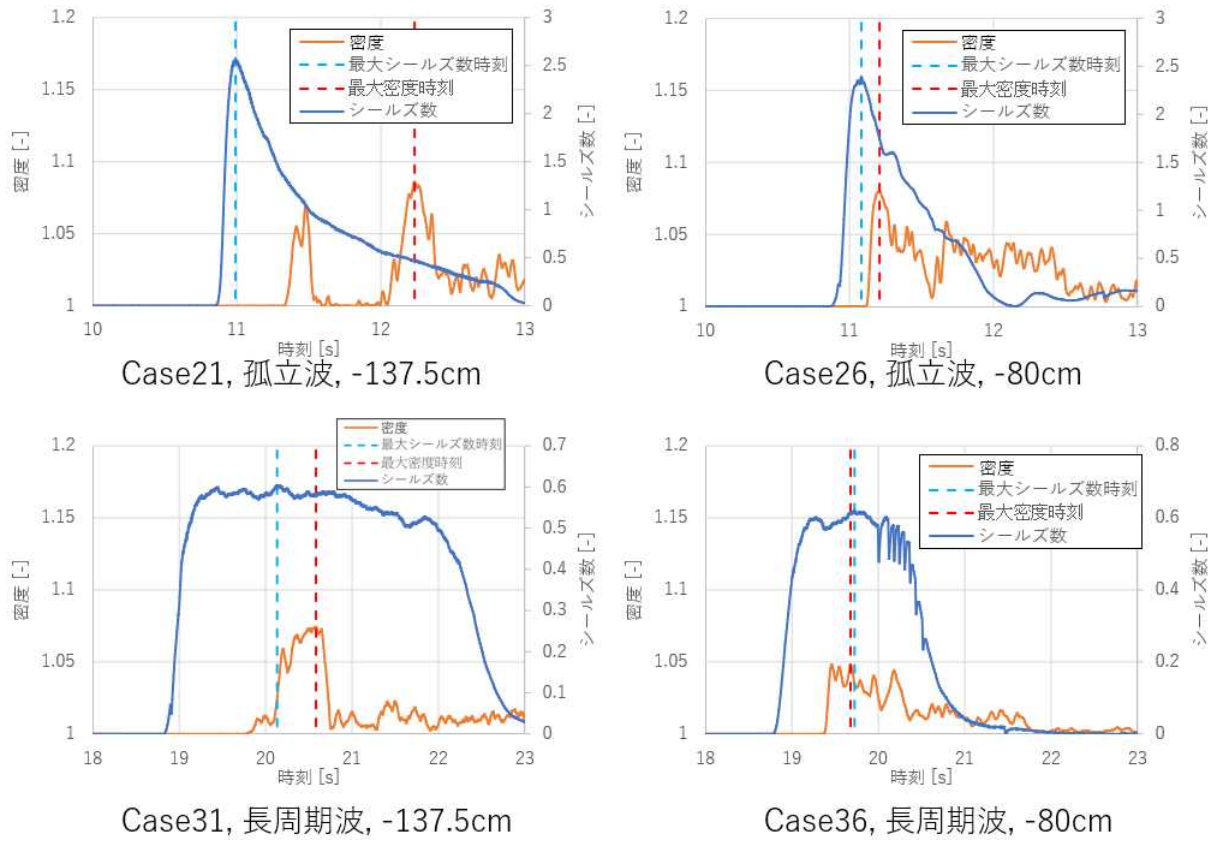 密度 [-]
1.2
1.15
1.1
1.05
1
3
2.5
2
1.5
1
0.5
0
シールズ数 [-]
密度
最大シールズ数時刻
最大密度時刻
シールズ数
10
11
12
13
時刻 [s]
Case21, 孤立波, -137.5cm
密度 [-]
1.2
1.15
1.1
1.05
1
3
2.5
2
1.5
1
0.5
0
シールズ数 [-]
密度
最大シールズ数時刻
最大密度時刻
シールズ数
10
11
12
13
時刻 [s]
Case26, 孤立波, -80cm
密度 [-]
1.2
1.15
1.1
1.05
1
0.7
0.6
0.5
0.4
0.3
0.2
0.1
0
シールズ数 [-]
密度
最大シールズ数時刻
最大密度時刻
シールズ数
18
19
20
21
22
23
時刻 [s]
Case31, 長周期波, -137.5cm
密度 [-]
1.2
1.15
1.1
1.05
1
0.8
0.6
0.4
0.2
0
シールズ数 [-]
密度
最大シールズ数時刻
最大密度時刻
シールズ数
18
19
20
21
22
23
時刻 [s]
Case36, 長周期波, -80cm